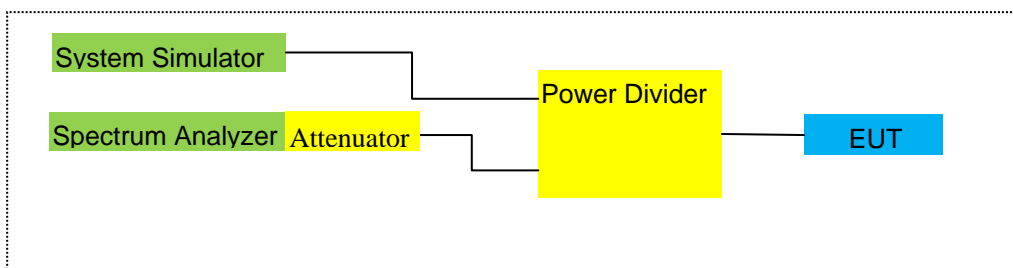 System Simulator
Power Divider
Spectrum Analyzer
Attenuator
EUT